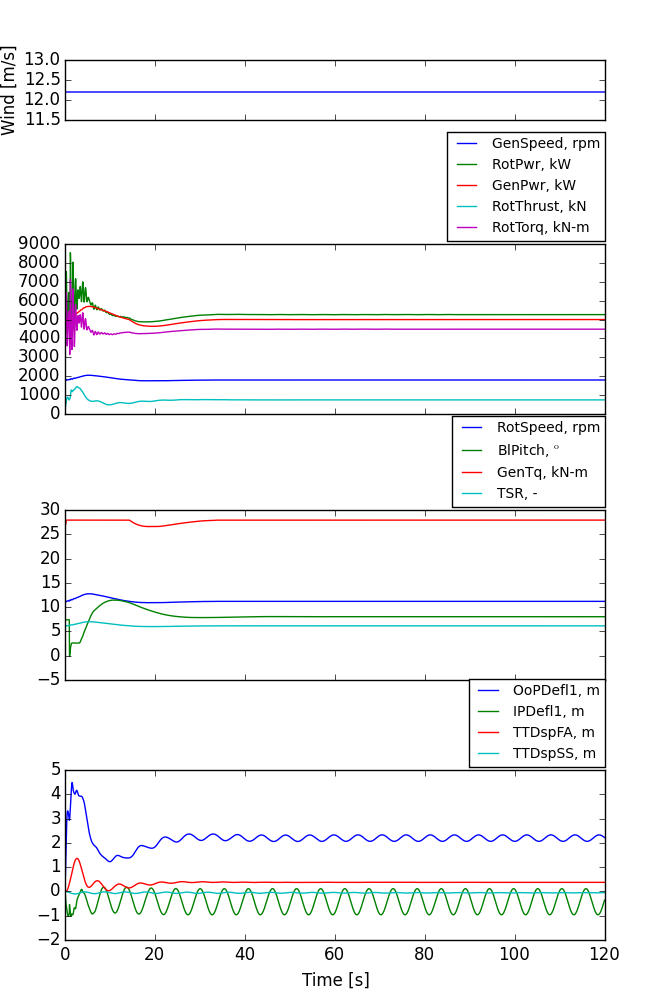 Wind [m/s]
13.0
12.5
12.0
11.5
GenSpeed, rpm
RotPwr, kW
GenPwr, kW
RotThrust, kN
RotTorq, kN-m
9000
8000
7000
6000
5000
4000
3000
2000
1000
0
RotSpeed, rpm
BlPitch, °
GenTq, kN-m
TSR, -
30
25
20
15
10
5
0
−5
OoPDefl1, m
IPDefl1, m
TTDspFA, m
TTDspSS, m
5
4
3
2
1
0
−1
−2
0 20 40 60 80 100 120
Time [s]